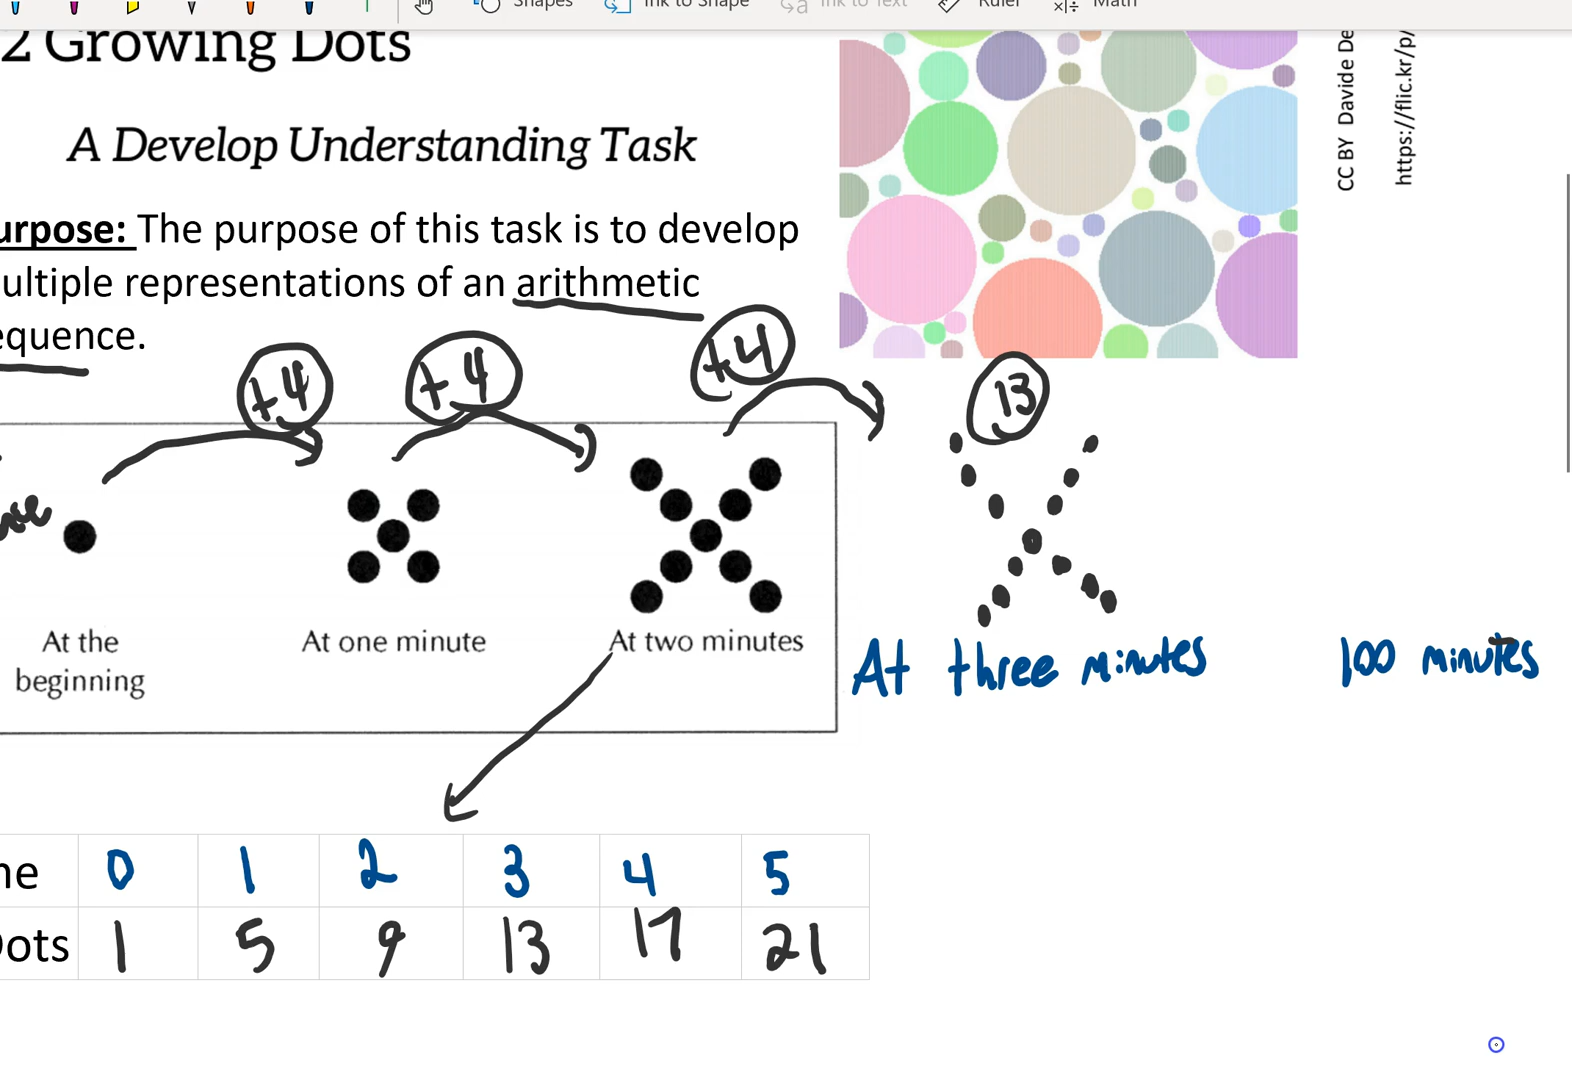 Shapes Ink to Shape Ink to Text Ruler Math
2 Growing Dots
A Develop Understanding Task
urpose: The purpose of this task is to develop
ultiple representations of an arithmetic
equence.
CC BY Davide De
https://flic.kr/p/
+4 +4 +4 13
At the
beginning
At one minute
At two minutes
At three minutes
100 minutes
ne 0 1 2 3 4 5
Dots 1 5 9 13 17 21